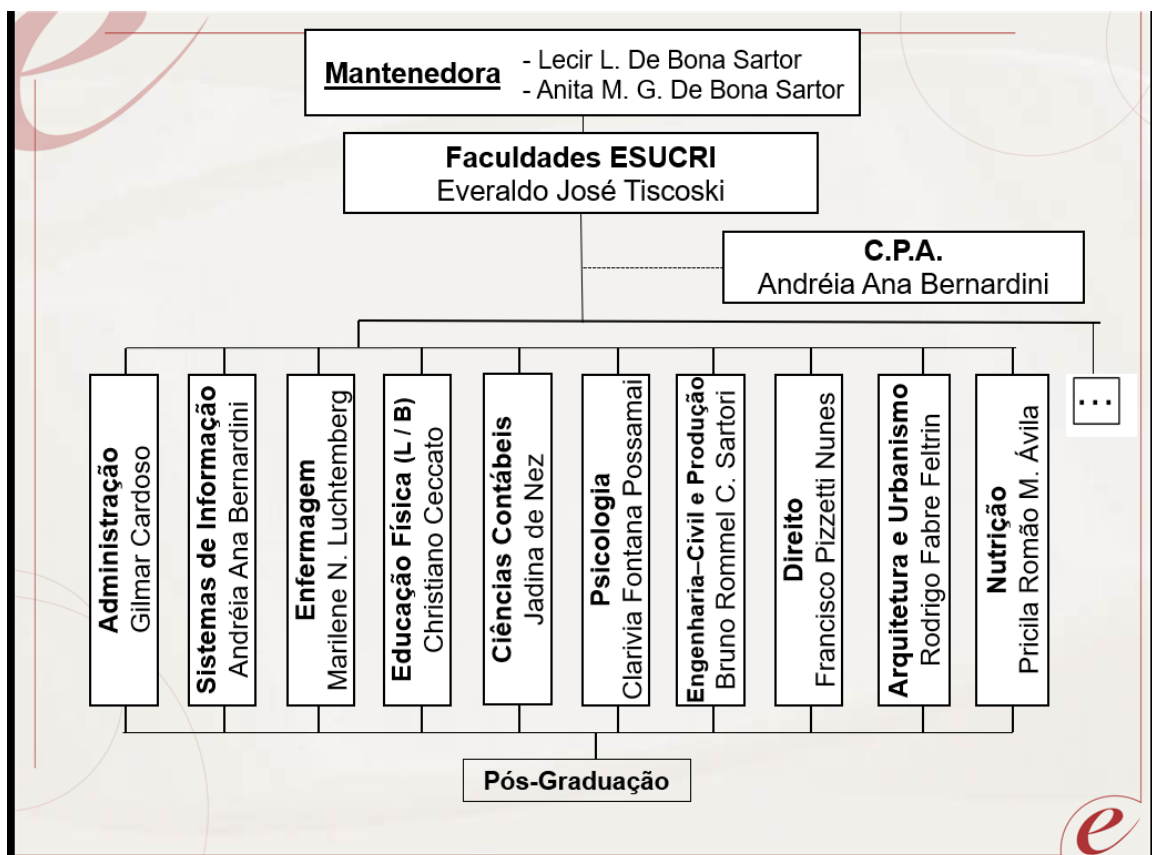 Mantenedora
- Lecir L. De Bona Sartor
- Anita M. G. De Bona Sartor
Faculdades ESUCRI
Everaldo José Tiscoski
C.P.A.
Andréia Ana Bernardini
Administração
Gilmar Cardoso
Sistemas de Informação
Andréia Ana Bernardini
Enfermagem
Marilene N. Luchtemberg
Educação Física (L / B)
Christiano Ceccato
Ciências Contábeis
Jadina de Nez
Psicologia
Clarivia Fontana Possamai
Engenharia–Civil e Produção
Bruno Rommel C. Sartori
Direito
Francisco Pizzetti Nunes
Arquitetura e Urbanismo
Rodrigo Fabre Feltrin
Nutrição
Pricila Romão M. Ávila
...
Pós-Graduação
e